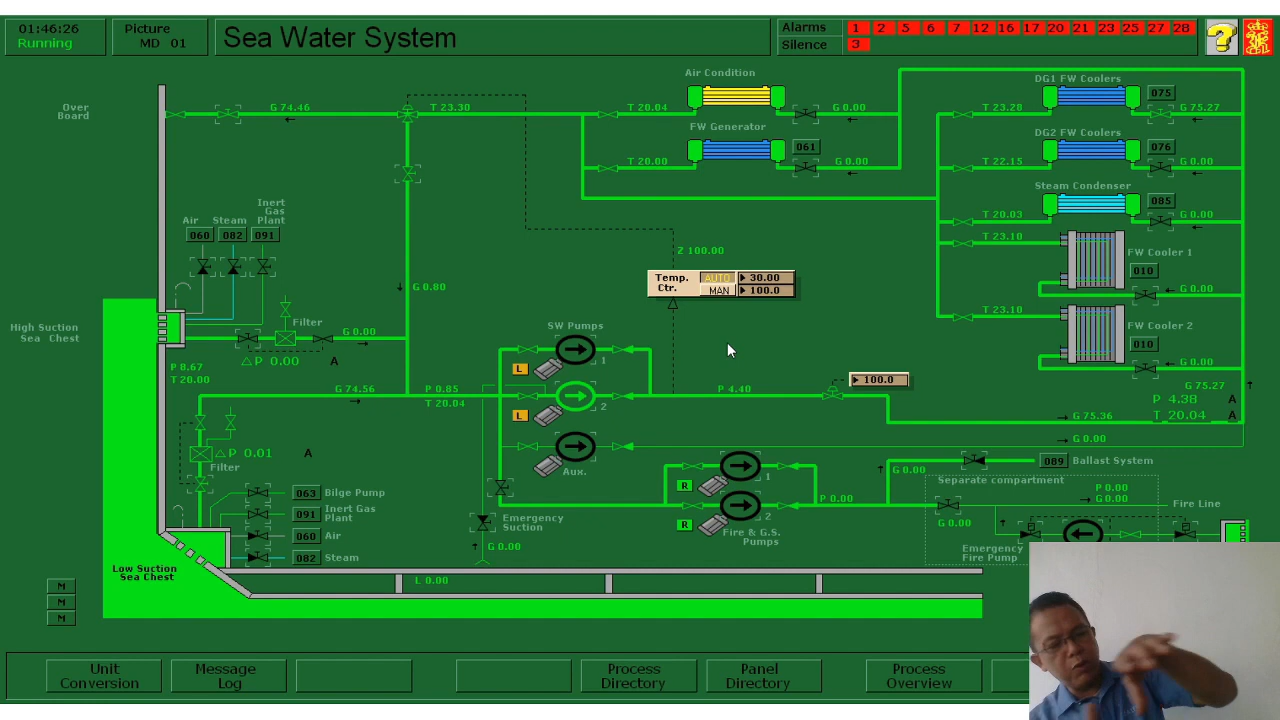 01:46:26
Running
Picture
MD 01
Sea Water System
Alarms
1 2 5 6 7 12 16 17 20 21 23 25 27 28
Silence
3
?
Over
Board
G 74.46
T 23.30
T 20.04
Air Condition
G 0.00
FW Generator
T 20.00
061
G 0.00
DG1 FW Coolers
075
T 23.28
G 75.27
DG2 FW Coolers
076
T 22.15
G 0.00
Steam Condenser
085
T 20.03
G 0.00
T 23.10
FW Cooler 1
010
G 0.00
T 23.10
FW Cooler 2
010
G 0.00
G 75.27
P 4.38 A
T 20.04 A
Air
Steam
Inert
Gas
Plant
060
082
091
G 0.80
Z 100.00
Temp.
Ctr.
AUTO
MAN
30.00
100.0
High Suction
Sea Chest
Filter
G 0.00
△P 0.00 A
P 8.67
T 20.00
G 74.56
P 0.85
T 20.04
SW Pumps
1
L
2
L
Aux.
P 4.40
100.0
G 75.36
G 0.00
△P 0.01 A
Filter
063
Bilge Pump
091
Inert Gas
Plant
060
Air
082
Steam
Emergency
Suction
G 0.00
1
R
2
R
Fire & G.S.
Pumps
P 0.00
G 0.00
089
Ballast System
Separate compartment
P 0.00
G 0.00
Fire Line
G 0.00
Emergency
Fire Pump
Low Suction
Sea Chest
L 0.00
M
M
M
Unit
Conversion
Message
Log
Process
Directory
Panel
Directory
Process
Overview